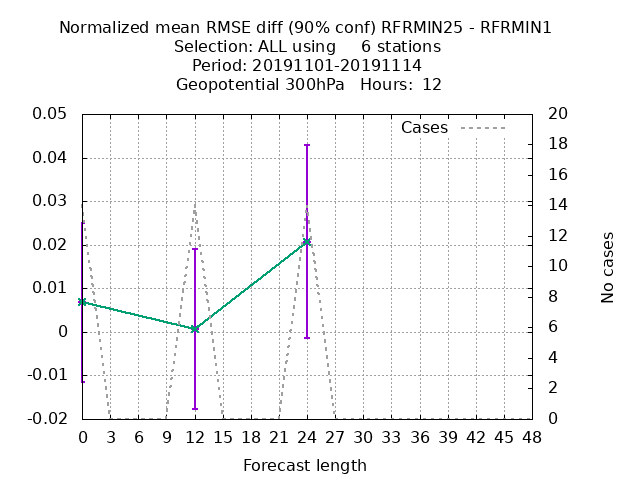 Normalized mean RMSE diff (90% conf) RFRMIN25 - RFRMIN1
Selection: ALL using     6 stations
Period: 20191101-20191114
Geopotential 300hPa   Hours:  12
Cases
0.05
0.04
0.03
0.02
0.01
0
-0.01
-0.02
20
18
16
14
12
10
8
6
4
2
0
No cases
0 3 6 9 12 15 18 21 24 27 30 33 36 39 42 45 48
Forecast length